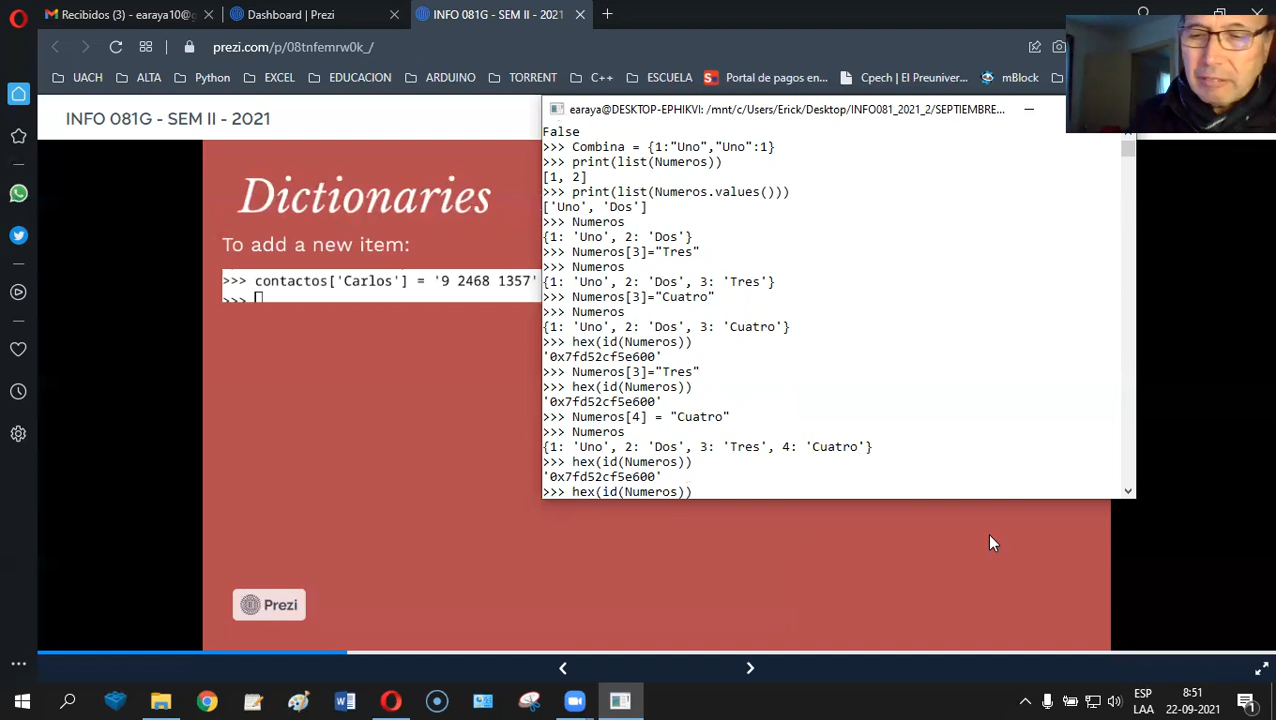 Recibidos (3) - earaya10@g
Dashboard | Prezi
INFO 081G - SEM II - 2021
prezi.com/p/08tnfemrw0k_/
UACH
ALTA
Python
EXCEL
EDUCACION
ARDUINO
TORRENT
C++
ESCUELA
Portal de pagos en...
Cpech | El Preuniver...
mBlock
INFO 081G - SEM II - 2021
Dictionaries
To add a new item:
>>> contactos['Carlos'] = '9 2468 1357'
>>>
earaya@DESKTOP-EPHIKVI: /mnt/c/Users/Erick/Desktop/INFO081_2021_2/SEPTIEMBRE...
False
>>> Combina = {1:"Uno","Uno":1}
>>> print(list(Numeros))
[1, 2]
>>> print(list(Numeros.values()))
['Uno', 'Dos']
>>> Numeros
{1: 'Uno', 2: 'Dos'}
>>> Numeros[3]="Tres"
>>> Numeros
{1: 'Uno', 2: 'Dos', 3: 'Tres'}
>>> Numeros[3]="Cuatro"
>>> Numeros
{1: 'Uno', 2: 'Dos', 3: 'Cuatro'}
>>> hex(id(Numeros))
'0x7fd52cf5e600'
>>> Numeros[3]="Tres"
>>> hex(id(Numeros))
'0x7fd52cf5e600'
>>> Numeros[4] = "Cuatro"
>>> Numeros
{1: 'Uno', 2: 'Dos', 3: 'Tres', 4: 'Cuatro'}
>>> hex(id(Numeros))
'0x7fd52cf5e600'
>>> hex(id(Numeros))
Prezi
ESP
LAA
8:51
22-09-2021
1